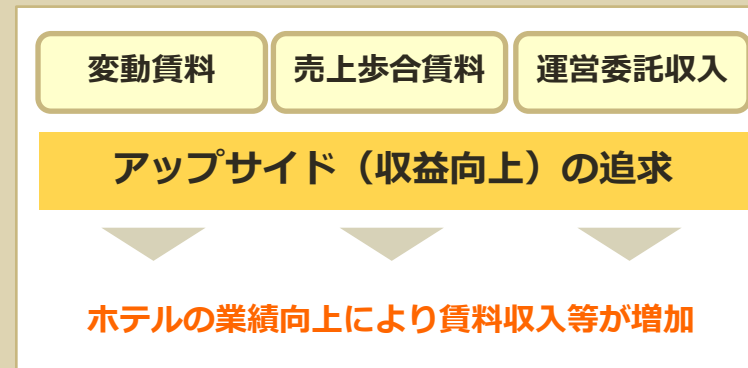 変動賃料 売上歩合賃料 運営委託収入
アップサイド（収益向上）の追求
ホテルの業績向上により賃料収入等が増加